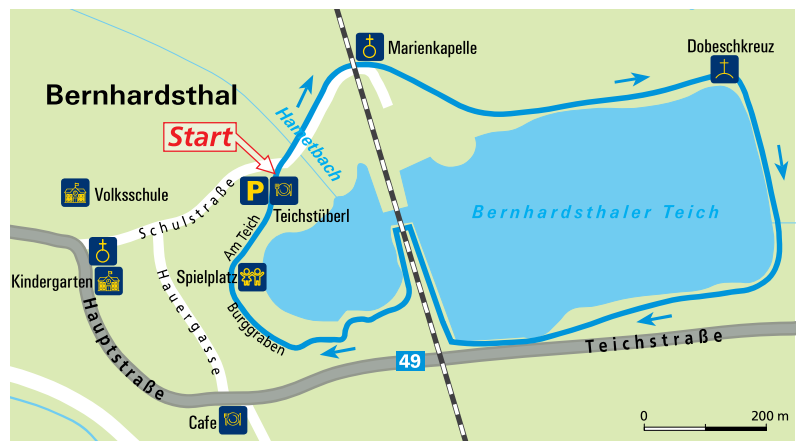 Marienkapelle
Dobeschkreuz
Bernhardsthal
Hametbach
Start
Volksschule
P
Teichstüberl
Schulstraße
Am Teich
Bernhardsthaler Teich
Kindergarten
Spielplatz
Hauergasse
Burggraben
Hauptstraße
Teichstraße
49
Cafe
0 200 m